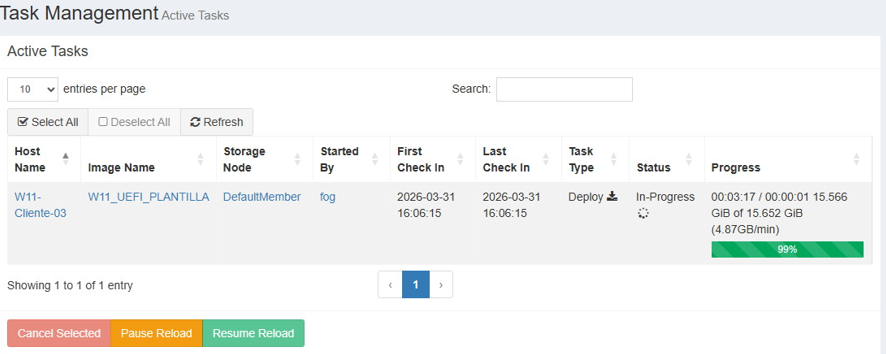 Task Management Active Tasks
Active Tasks
10 entries per page Search:
Select All Deselect All Refresh
Host Name Image Name Storage Node Started By First Check In Last Check In Task Type Status Progress
W11-Cliente-03 W11_UEFI_PLANTILLA DefaultMember fog 2026-03-31 16:06:15 2026-03-31 16:06:15 Deploy In-Progress 00:03:17 / 00:00:01 15.566 GiB of 15.652 GiB (4.87GB/min)
99%
Showing 1 to 1 of 1 entry ‹ 1 ›
Cancel Selected Pause Reload Resume Reload